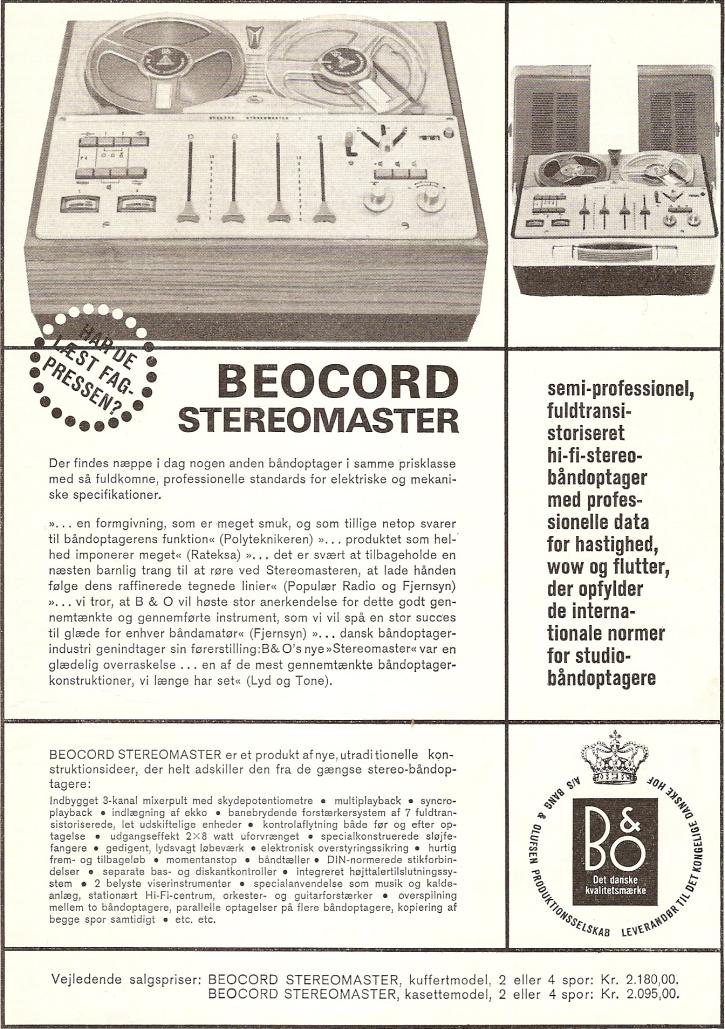 HAR DE
LÆST FAG-
PRESSEN?
BEOCORD
STEREOMASTER
Der findes næppe i dag nogen anden båndoptager i samme prisklasse
med så fuldkomne, professionelle standards for elektriske og mekani-
ske specifikationer.
»... en formgivning, som er meget smuk, og som tillige netop svarer
til båndoptagerens funktion« (Polyteknikeren) »... produktet som hel-
hed imponerer meget« (Rateksa) »... det er svært at tilbageholde en
næsten barnlig trang til at røre ved Stereomasteren, at lade hånden
følge dens raffinerede tegnede linier« (Populær Radio og Fjernsyn)
»... vi tror, at B & O vil høste stor anerkendelse for dette godt gen-
nemtænkte og gennemførte instrument, som vi vil spå en stor succes
til glæde for enhver båndamatør« (Fjernsyn) »... dansk båndoptager-
industri genindtager sin førerstilling:B&O's nye»Stereomaster« var en
glædelig overraskelse ... en af de mest gennemtænkte båndoptager-
konstruktioner, vi længe har set« (Lyd og Tone).
semi-professionel,
fuldtransi-
storiseret
hi-fi-stereo-
båndoptager
med profes-
sionelle data
for hastighed,
wow og flutter,
der opfylder
de interna-
tionale normer
for studio-
båndoptagere
BEOCORD STEREOMASTER er et produkt af nye, utraditionelle kon-
struktionsideer, der helt adskiller den fra de gængse stereo-båndop-
tagere:
Indbygget 3-kanal mixerpult med skydepotentiometre • multiplayback • syncro-
playback • indlægning af ekko • banebrydende forstærkersystem af 7 fuldtran-
sistoriserede, let udskiftelige enheder • kontrolaflytning både før og efter op-
tagelse • udgangseffekt 2×8 watt uforvrænget • specialkonstruerede sløjfe-
fangere • gedigent, lydsvagt løbeværk • elektronisk overstyringssikring • hurtig
frem- og tilbageløb • momentanstop • båndtæller • DIN-normerede stikforbin-
delser • separate bas- og diskantkontroller • integreret højttalertilslutningssy-
stem • 2 belyste viserinstrumenter • specialanvendelse som musik og kalde-
anlæg, stationært Hi-Fi-centrum, orkester- og guitarforstærker • overspilning
mellem to båndoptagere, parallelle optagelser på flere båndoptagere, kopiering af
begge spor samtidigt • etc. etc.
A/S BANG & OLUFSEN PRODUKTIONSSELSKAB LEVERANDØR TIL DET KONGELIGE DANSKE HOF
B&O
Det danske
kvalitetsmærke
Vejledende salgspriser: BEOCORD STEREOMASTER, kuffertmodel, 2 eller 4 spor: Kr. 2.180,00.
BEOCORD STEREOMASTER, kasettemodel, 2 eller 4 spor: Kr. 2.095,00.